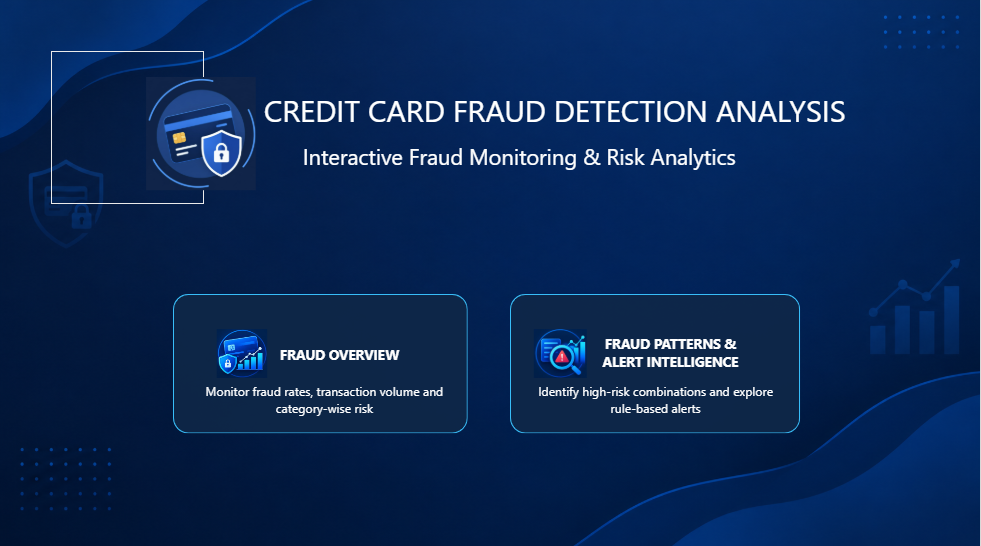 CREDIT CARD FRAUD DETECTION ANALYSIS
Interactive Fraud Monitoring & Risk Analytics
FRAUD OVERVIEW
Monitor fraud rates, transaction volume and
category-wise risk
FRAUD PATTERNS &
ALERT INTELLIGENCE
Identify high-risk combinations and explore
rule-based alerts